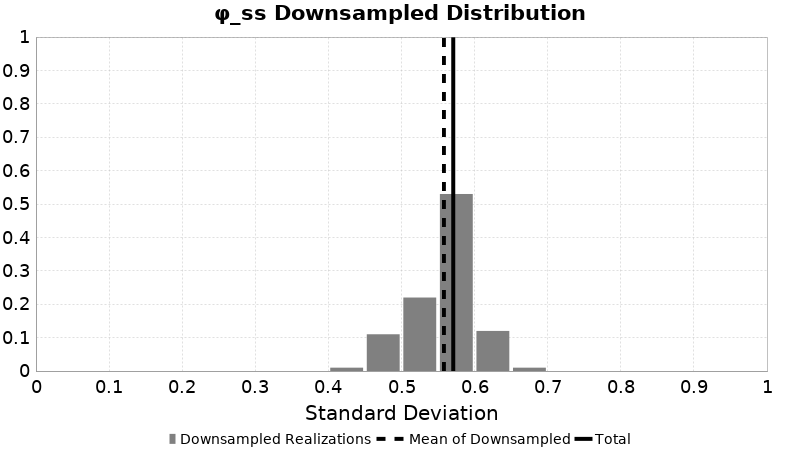 φ_ss Downsampled Distribution
1
0.9
0.8
0.7
0.6
0.5
0.4
0.3
0.2
0.1
0
0 0.1 0.2 0.3 0.4 0.5 0.6 0.7 0.8 0.9 1
Standard Deviation
Downsampled Realizations Mean of Downsampled Total